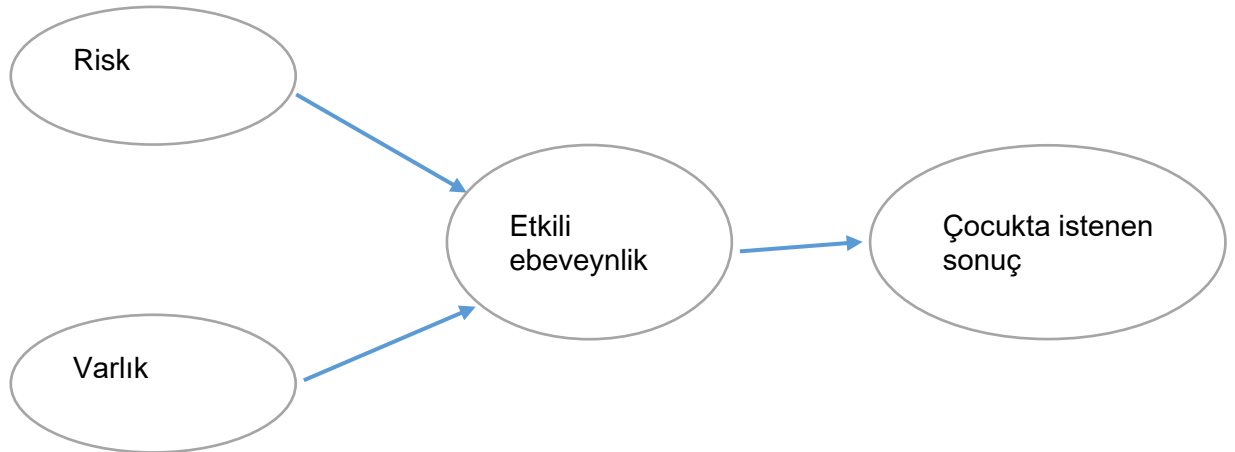 Risk
Etkili
ebeveynlik
Çocukta istenen
sonuç
Varlık